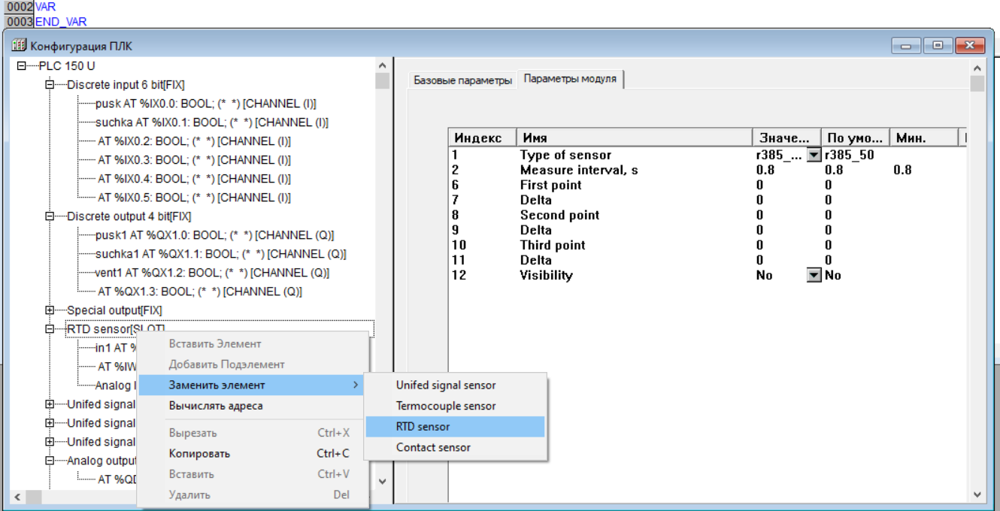 0002 VAR
0003 END_VAR
Конфигурация ПЛК
PLC 150 U
Discrete input 6 bit[FIX]
pusk AT %IX0.0: BOOL; (* *) [CHANNEL (I)]
suchka AT %IX0.1: BOOL; (* *) [CHANNEL (I)]
AT %IX0.2: BOOL; (* *) [CHANNEL (I)]
AT %IX0.3: BOOL; (* *) [CHANNEL (I)]
AT %IX0.4: BOOL; (* *) [CHANNEL (I)]
AT %IX0.5: BOOL; (* *) [CHANNEL (I)]
Discrete output 4 bit[FIX]
pusk1 AT %QX1.0: BOOL; (* *) [CHANNEL (Q)]
suchka1 AT %QX1.1: BOOL; (* *) [CHANNEL (Q)]
vent1 AT %QX1.2: BOOL; (* *) [CHANNEL (Q)]
AT %QX1.3: BOOL; (* *) [CHANNEL (Q)]
Special output[FIX]
RTD sensor[SLOT]
in1 AT %
AT %IW
Analog I
Unifed signal
Unifed signal
Unifed signal
Analog output
AT %QD
Вставить Элемент
Добавить Подэлемент
Заменить элемент
Вычислять адреса
Вырезать Ctrl+X
Копировать Ctrl+C
Вставить Ctrl+V
Удалить Del
Unifed signal sensor
Termocouple sensor
RTD sensor
Contact sensor
Базовые параметры Параметры модуля
Индекс Имя Значе... По умо... Мин.
1 Type of sensor r385_... r385_50
2 Measure interval, s 0.8 0.8 0.8
6 First point 0 0
7 Delta 0 0
8 Second point 0 0
9 Delta 0 0
10 Third point 0 0
11 Delta 0 0
12 Visibility No No